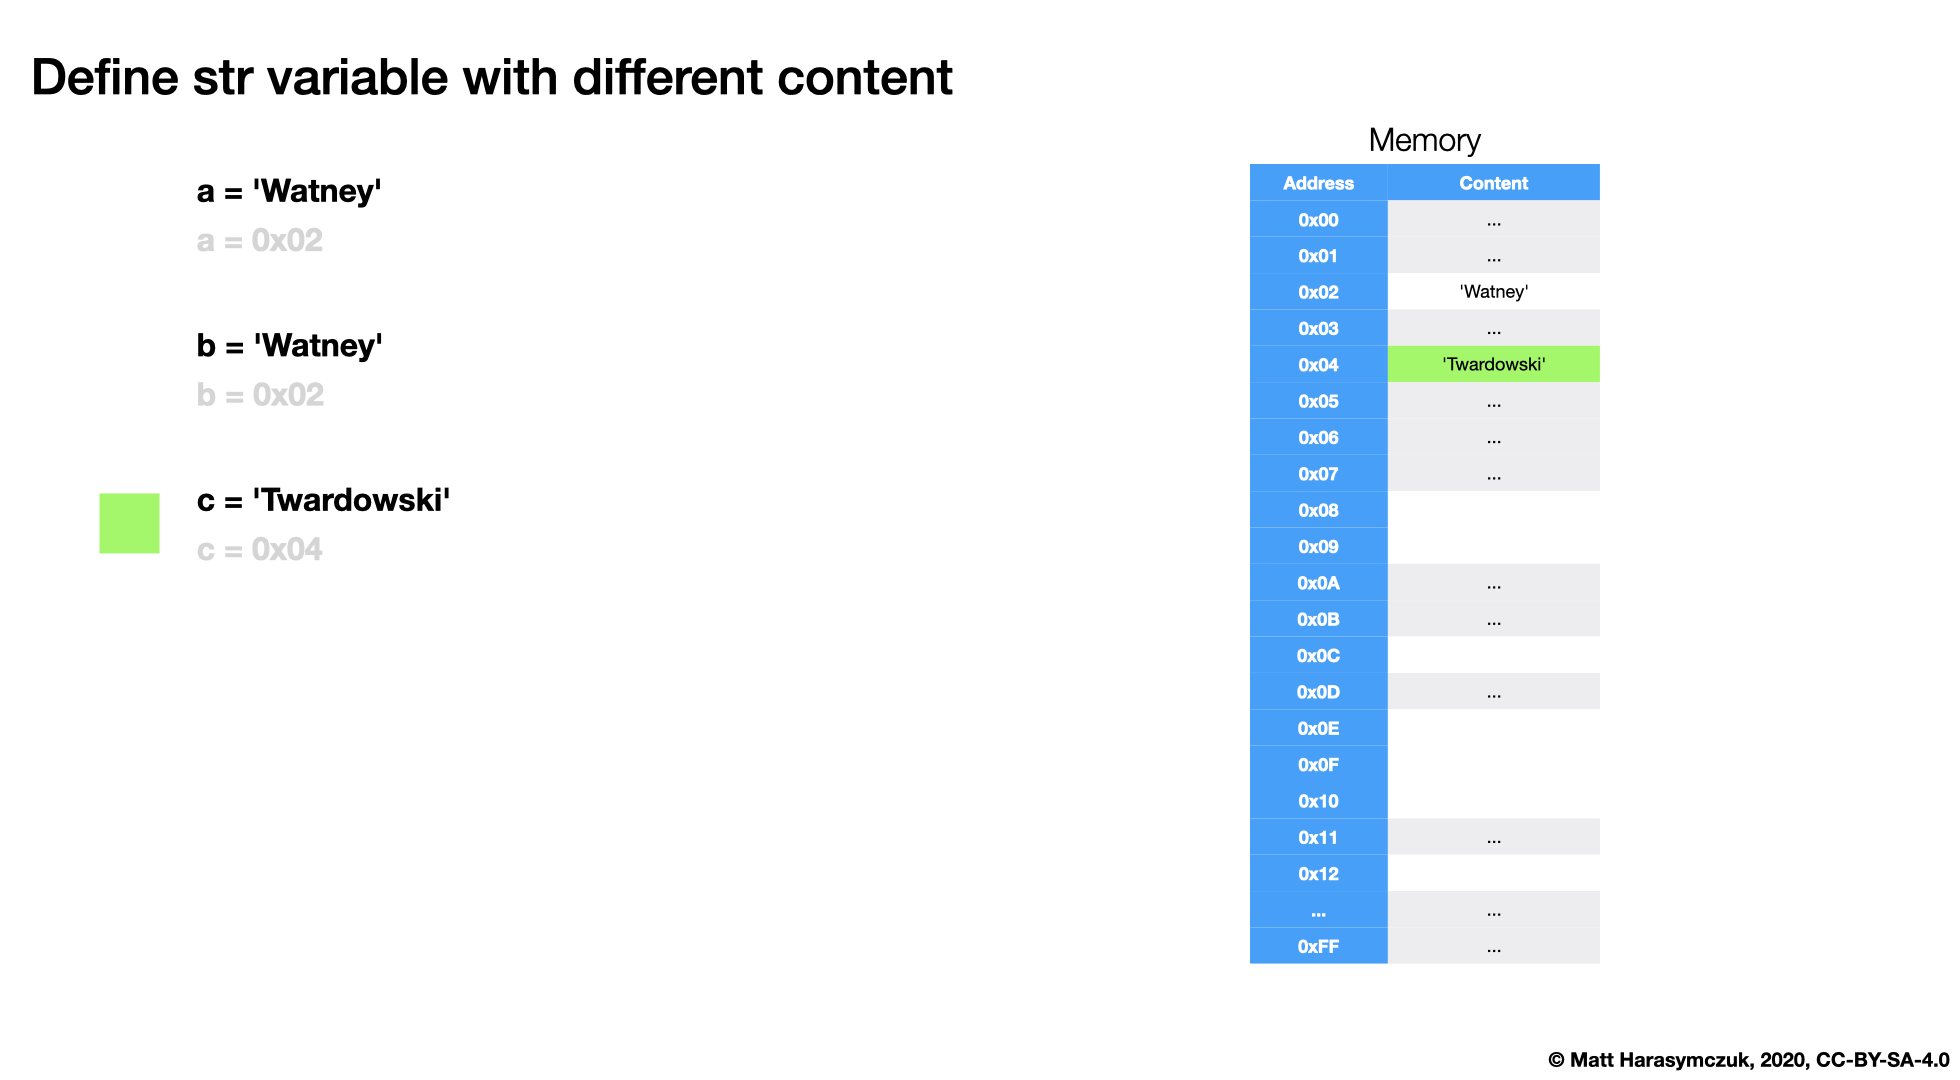 Define str variable with different content
a = 'Watney'
a = 0x02
b = 'Watney'
b = 0x02
c = 'Twardowski'
c = 0x04
Memory
Address Content
0x00 ...
0x01 ...
0x02 'Watney'
0x03 ...
0x04 'Twardowski'
0x05 ...
0x06 ...
0x07 ...
0x08
0x09
0x0A ...
0x0B ...
0x0C
0x0D ...
0x0E
0x0F
0x10
0x11 ...
0x12
... ...
0xFF ...
© Matt Harasymczuk, 2020, CC-BY-SA-4.0